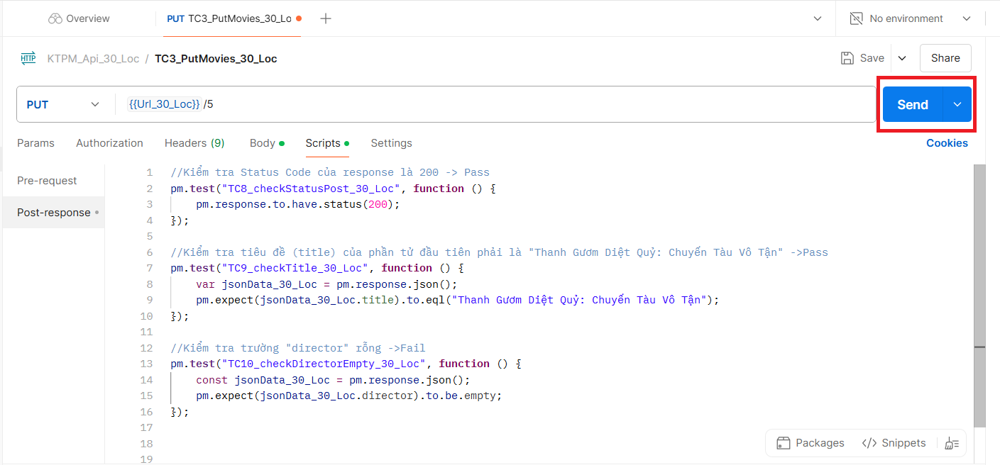 Overview
PUT TC3_PutMovies_30_Lo
No environment
HTTP KTPM_Api_30_Loc / TC3_PutMovies_30_Loc
Save
Share
PUT
{{Url_30_Loc}} /5
Send
Params Authorization Headers (9) Body Scripts Settings
Cookies
Pre-request
Post-response
1 //Kiểm tra Status Code của response là 200 -> Pass
2 pm.test("TC8_checkStatusPost_30_Loc", function () {
3 pm.response.to.have.status(200);
4 });
5
6 //Kiểm tra tiêu đề (title) của phần tử đầu tiên phải là "Thanh Gươm Diệt Quỷ: Chuyến Tàu Vô Tận" ->Pass
7 pm.test("TC9_checkTitle_30_Loc", function () {
8 var jsonData_30_Loc = pm.response.json();
9 pm.expect(jsonData_30_Loc.title).to.eql("Thanh Gươm Diệt Quỷ: Chuyến Tàu Vô Tận");
10 });
11
12 //Kiểm tra trường "director" rỗng ->Fail
13 pm.test("TC10_checkDirectorEmpty_30_Loc", function () {
14 const jsonData_30_Loc = pm.response.json();
15 pm.expect(jsonData_30_Loc.director).to.be.empty;
16 });
17
18
19
Packages </> Snippets